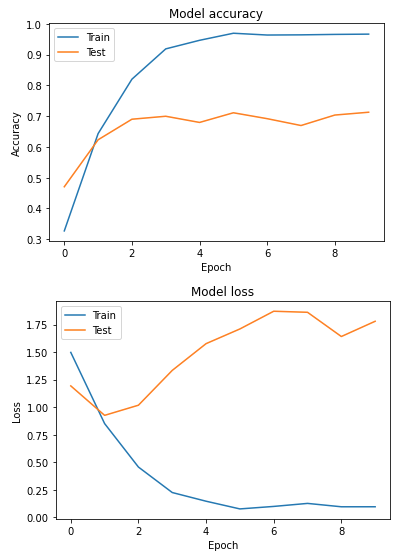 Model accuracy
1.0
0.9
0.8
0.7
0.6
0.5
0.4
0.3
Accuracy
Train
Test
0 2 4 6 8
Epoch
Model loss
1.75
1.50
1.25
1.00
0.75
0.50
0.25
0.00
Loss
Train
Test
0 2 4 6 8
Epoch